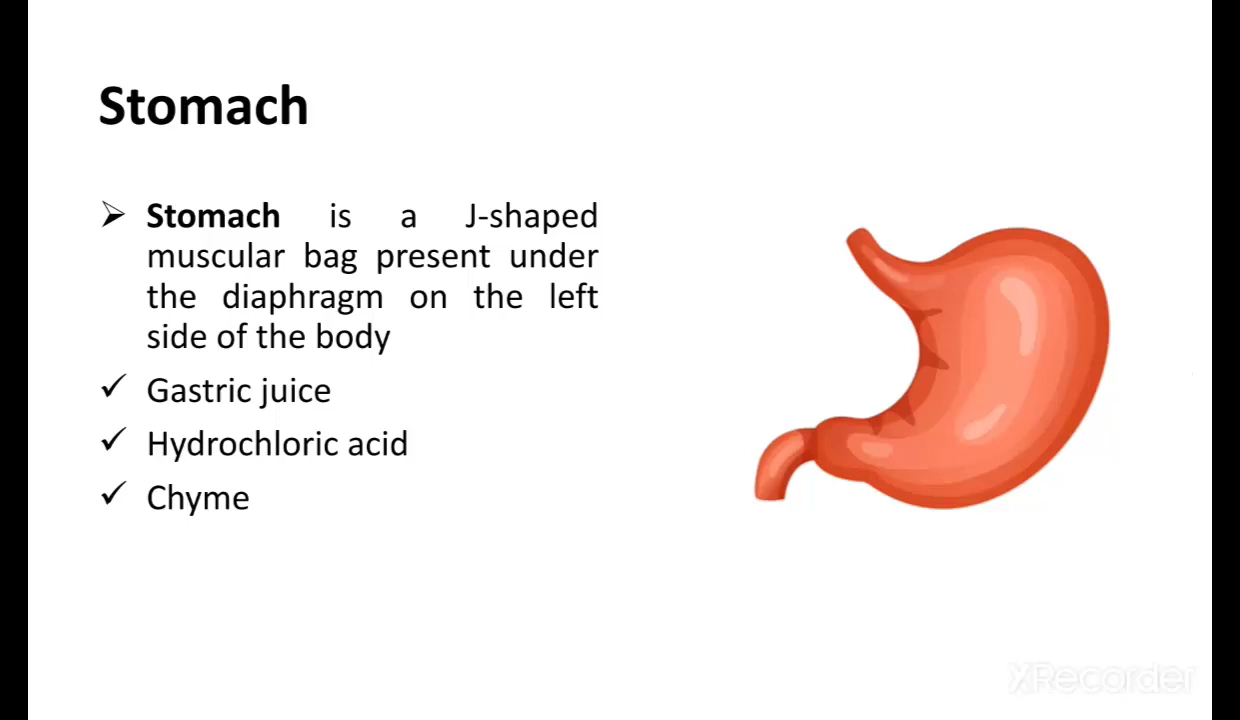 Stomach
➢ Stomach is a J-shaped
muscular bag present under
the diaphragm on the left
side of the body
✓ Gastric juice
✓ Hydrochloric acid
✓ Chyme
XRecorder